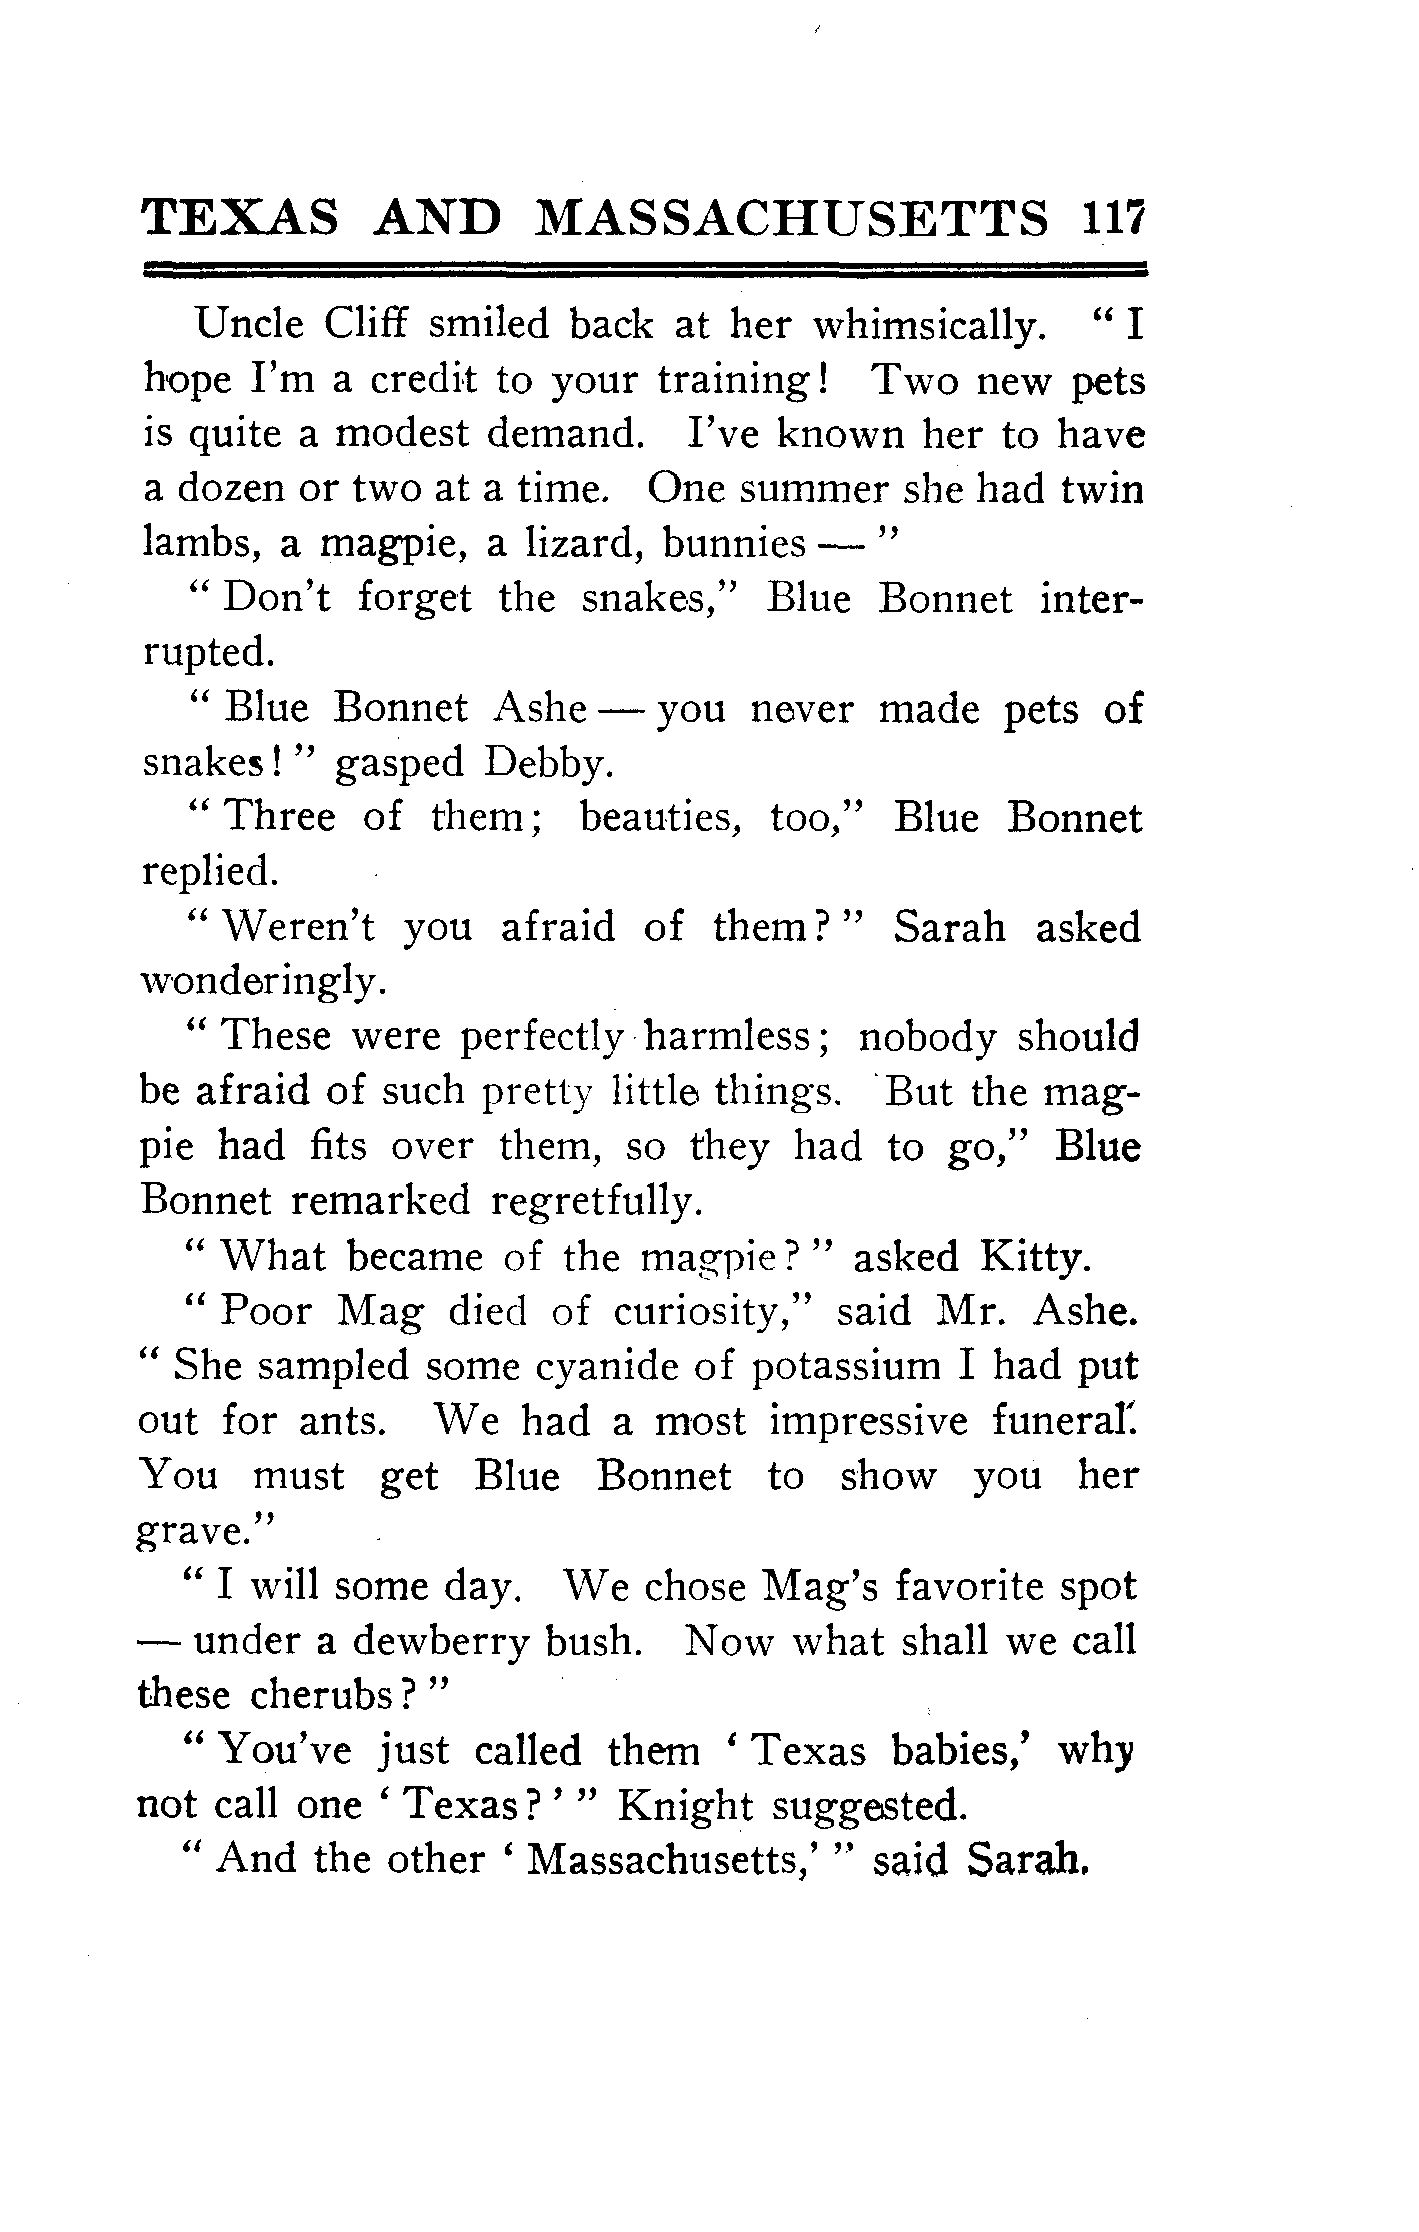 TEXAS AND MASSACHUSETTS 117
Uncle Cliff smiled back at her whimsically. “ I
hope I’m a credit to your training! Two new pets
is quite a modest demand. I’ve known her to have
a dozen or two at a time. One summer she had twin
lambs, a magpie, a lizard, bunnies — ”
“ Don’t forget the snakes,” Blue Bonnet inter-
rupted.
“ Blue Bonnet Ashe — you never made pets of
snakes! ” gasped Debby.
“ Three of them; beauties, too,” Blue Bonnet
replied.
“ Weren’t you afraid of them? ” Sarah asked
wonderingly.
“ These were perfectly harmless; nobody should
be afraid of such pretty little things. But the mag-
pie had fits over them, so they had to go,” Blue
Bonnet remarked regretfully.
“ What became of the magpie? ” asked Kitty.
“ Poor Mag died of curiosity,” said Mr. Ashe.
“ She sampled some cyanide of potassium I had put
out for ants. We had a most impressive funeral.
You must get Blue Bonnet to show you her
grave.”
“ I will some day. We chose Mag’s favorite spot
— under a dewberry bush. Now what shall we call
these cherubs? ”
“ You’ve just called them ‘ Texas babies,’ why
not call one ‘ Texas? ’ ” Knight suggested.
“ And the other ‘ Massachusetts,’ ” said Sarah.